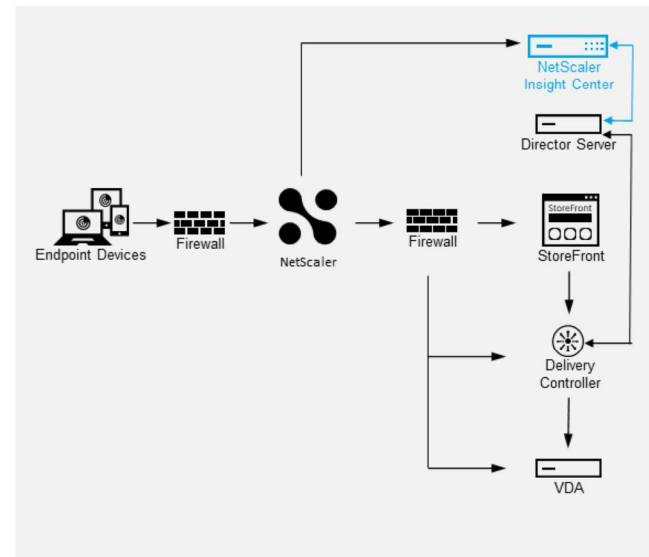 NetScaler
Insight Center
Director Server
StoreFront
Endpoint Devices
Firewall
NetScaler
Firewall
StoreFront
Delivery
Controller
VDA